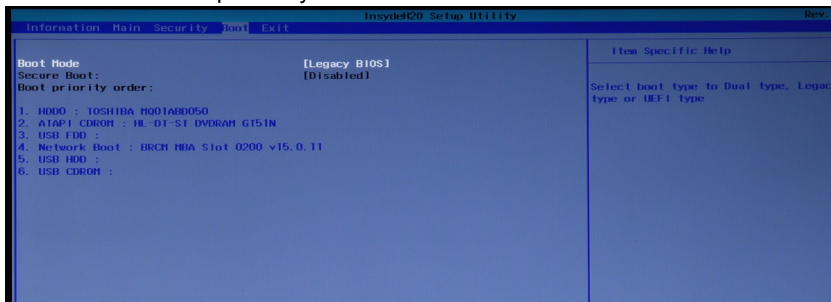 InsydeH20 Setup Utility Rev.
Information Main Security Boot Exit
Item Specific Help
Boot Mode [Legacy BIOS]
Secure Boot: [Disabled]
Boot priority order:
Select boot type to Dual type, Legac
type or UEFI type
1. HDD0 : TOSHIBA MQ01ABD050
2. ATAPI CDROM : HL-DT-ST DVDRAM GT51N
3. USB FDD :
4. Network Boot : BRCM MBA Slot 0200 v15.0.11
5. USB HDD :
6. USB CDROM :